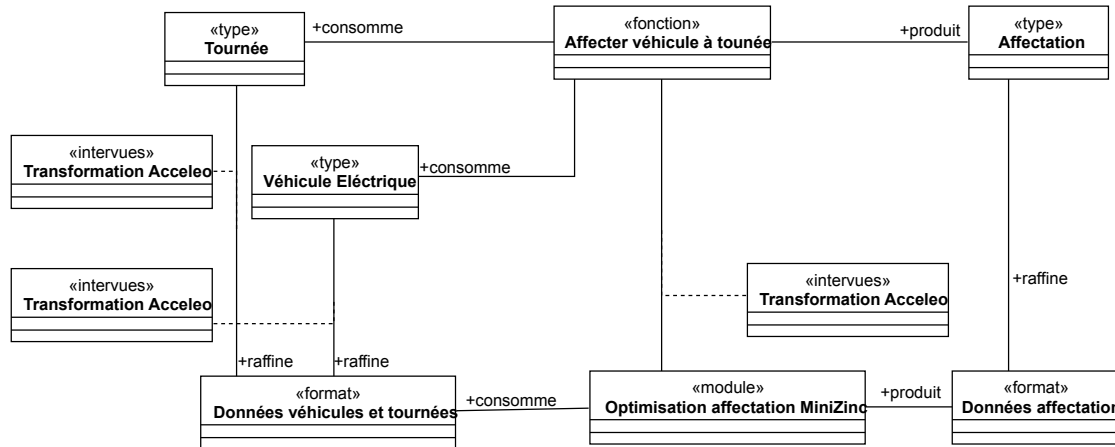 «type»
Tournée
+consomme
«fonction»
Affecter véhicule à tounée
+produit
«type»
Affectation
«intervues»
Transformation Acceleo
«type»
Véhicule Eléctrique
+consomme
«intervues»
Transformation Acceleo
«intervues»
Transformation Acceleo
+raffine
+raffine
+raffine
«format»
Données véhicules et tournées
+consomme
«module»
Optimisation affectation MiniZinc
+produit
«format»
Données affectation